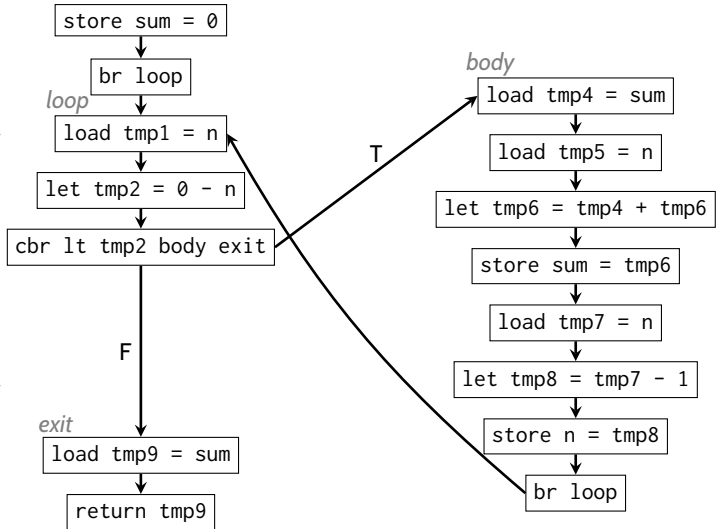 store sum = 0
br loop
loop
load tmp1 = n
let tmp2 = 0 - n
cbr lt tmp2 body exit
F
exit
load tmp9 = sum
return tmp9
T
body
load tmp4 = sum
load tmp5 = n
let tmp6 = tmp4 + tmp6
store sum = tmp6
load tmp7 = n
let tmp8 = tmp7 - 1
store n = tmp8
br loop